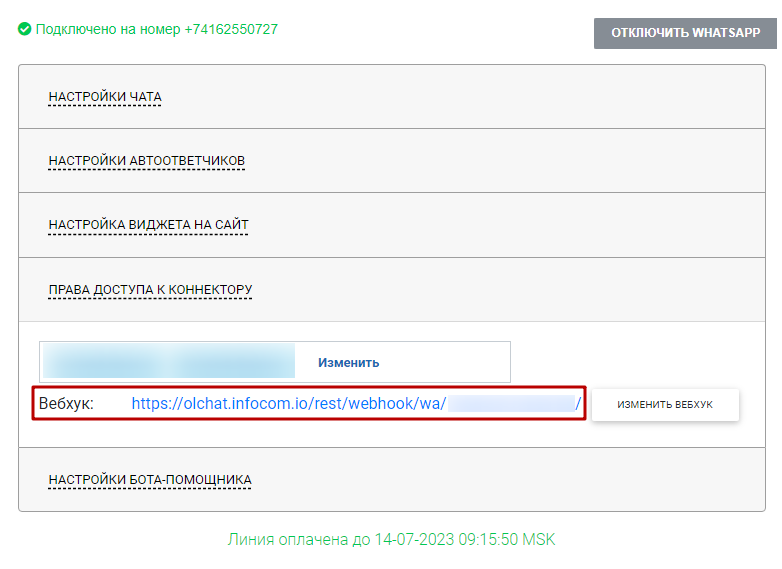 Подключено на номер +74162550727
ОТКЛЮЧИТЬ WHATSAPP
НАСТРОЙКИ ЧАТА
НАСТРОЙКИ АВТООТВЕТЧИКОВ
НАСТРОЙКА ВИДЖЕТА НА САЙТ
ПРАВА ДОСТУПА К КОННЕКТОРУ
Изменить
Вебхук: https://olchat.infocom.io/rest/webhook/wa/ / ИЗМЕНИТЬ ВЕБХУК
НАСТРОЙКИ БОТА-ПОМОЩНИКА
Линия оплачена до 14-07-2023 09:15:50 MSK